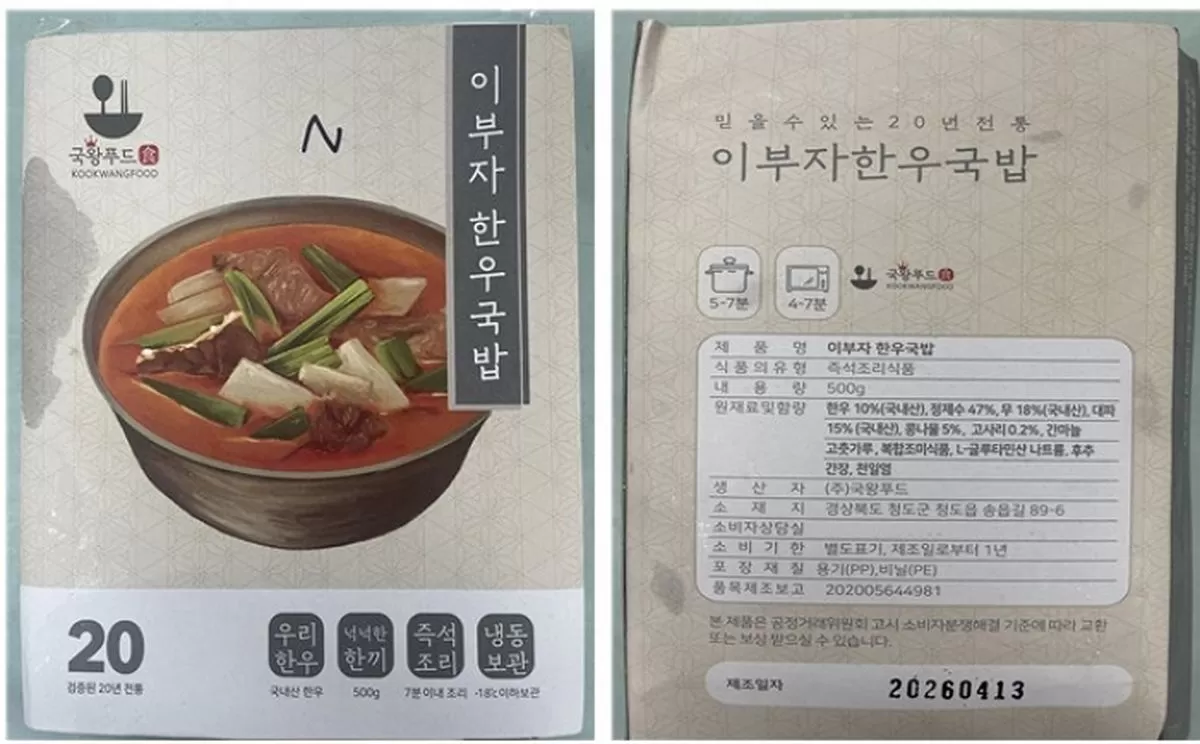 국왕푸드 食
KOOKWANGFOOD
N
이부자 한우국밥
20
검증된 20년 전통
우리
한우
국내산 한우
넉넉한
한끼
500g
즉석
조리
7분 이내 조리
냉동
보관
-18℃이하보관
믿을수있는20년전통
이부자한우국밥
5-7분
4-7분
국왕푸드 食
KOOKWANGFOOD
제품명 이부자 한우국밥
식품의유형 즉석조리식품
내용량 500g
원재료및함량 한우 10%(국내산), 정제수 47%, 무 18%(국내산), 대파
15% (국내산), 콩나물 5%, 고사리 0.2%, 간마늘
고춧가루, 복합조미식품, L-글루타민산 나트륨, 후추
간장, 천일염
생산자 (주)국왕푸드
소재지 경상북도 청도군 청도읍 송읍길 89-6
소비자상담실
소비기한 별도표기, 제조일로부터 1년
포장재질 용기(PP),비닐(PE)
품목제조보고 202005644981
본 제품은 공정거래위원회 고시 소비자분쟁해결 기준에 따라 교환
또는 보상 받으실 수 있습니다.
제조일자 20260413